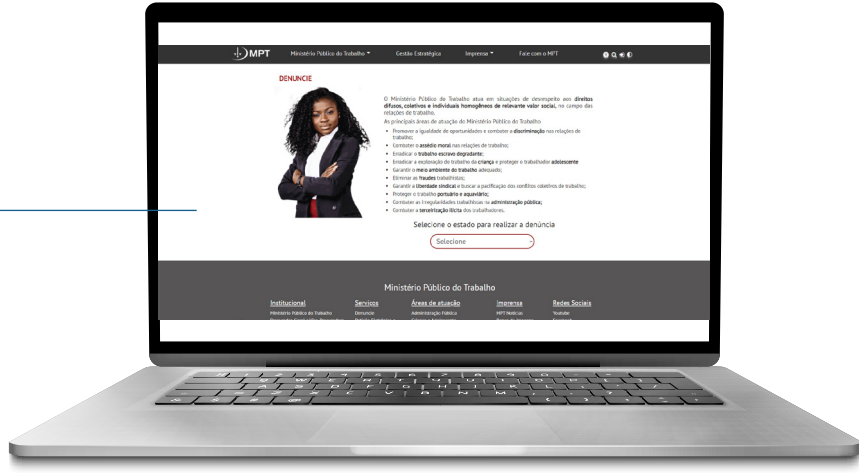 MPT Ministério Público do Trabalho Gestão Estratégica Imprensa Fale com o MPT
DENUNCIE
O Ministério Público do Trabalho atua em situações de desrespeito aos direitos
difusos, coletivos e individuais homogêneos de relevante valor social, no campo das
relações de trabalho.
As principais áreas de atuação do Ministério Público do Trabalho
• Promover a igualdade de oportunidades e combater a discriminação nas relações de
trabalho;
• Combater o assédio moral nas relações de trabalho;
• Erradicar o trabalho escravo degradante;
• Erradicar a exploração do trabalho da criança e proteger o trabalhador adolescente
• Garantir o meio ambiente do trabalho adequado;
• Eliminar as fraudes trabalhistas;
• Garantir a liberdade sindical e buscar a pacificação dos conflitos coletivos de trabalho;
• Proteger o trabalho portuário e aquaviário;
• Combater as irregularidades trabalhistas na administração pública;
• Combater a terceirização ilícita dos trabalhadores.
Selecione o estado para realizar a denúncia
Selecione
Ministério Público do Trabalho
Institucional Serviços Áreas de atuação Imprensa Redes Sociais
Ministério Público do Trabalho Denuncie Administração Pública MPT Notícias Youtube